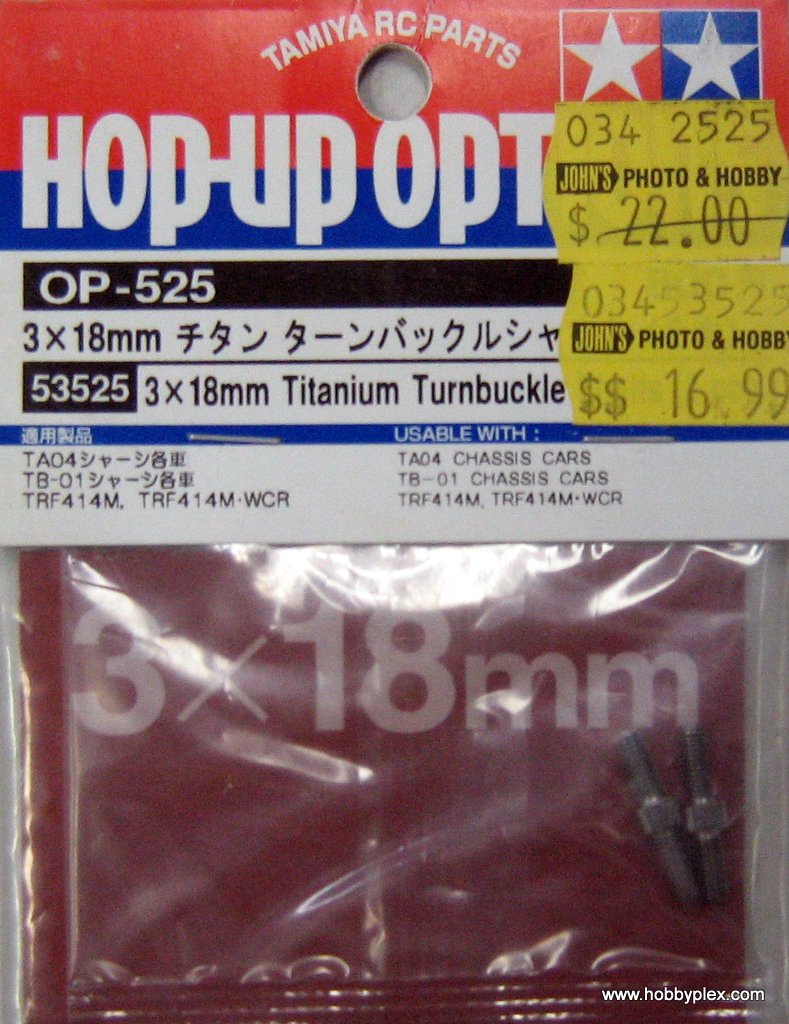 TAMIYA RC PARTS
HOP-UP OPT
034 2525
JOHN'S PHOTO & HOBBY
$ 22.00
OP-525
3×18mm チタン ターンバックルシャ
53525 3×18mm Titanium Turnbuckle
03453525
JOHN'S PHOTO & HOBBY
$$ 16.99
適用製品
TA04シャーシ各車
TB-01シャーシ各車
TRF414M, TRF414M・WCR
USABLE WITH :
TA04 CHASSIS CARS
TB-01 CHASSIS CARS
TRF414M, TRF414M・WCR
3×18mm
www.hobbyplex.com